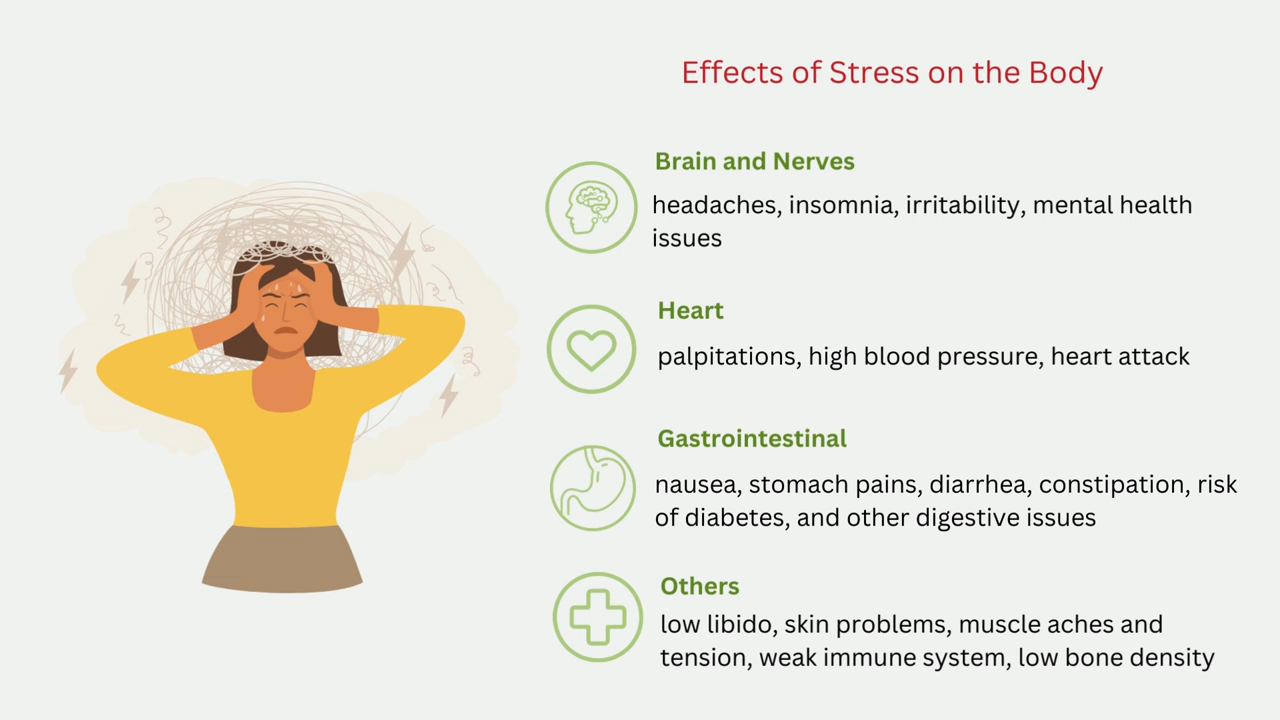 Effects of Stress on the Body
Brain and Nerves
headaches, insomnia, irritability, mental health
issues
Heart
palpitations, high blood pressure, heart attack
Gastrointestinal
nausea, stomach pains, diarrhea, constipation, risk
of diabetes, and other digestive issues
Others
low libido, skin problems, muscle aches and
tension, weak immune system, low bone density